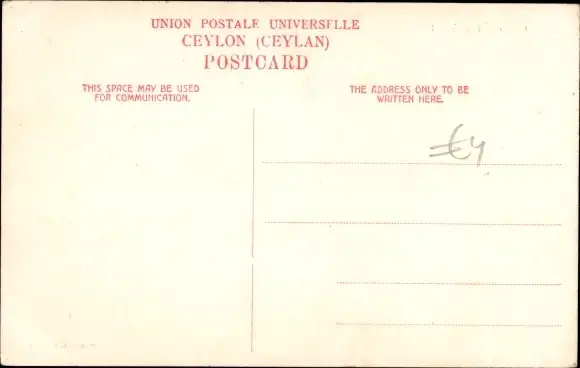 UNION POSTALE UNIVERSELLE
CEYLON (CEYLAN)
POSTCARD
THIS SPACE MAY BE USED
FOR COMMUNICATION.
THE ADDRESS ONLY TO BE
WRITTEN HERE.
€4